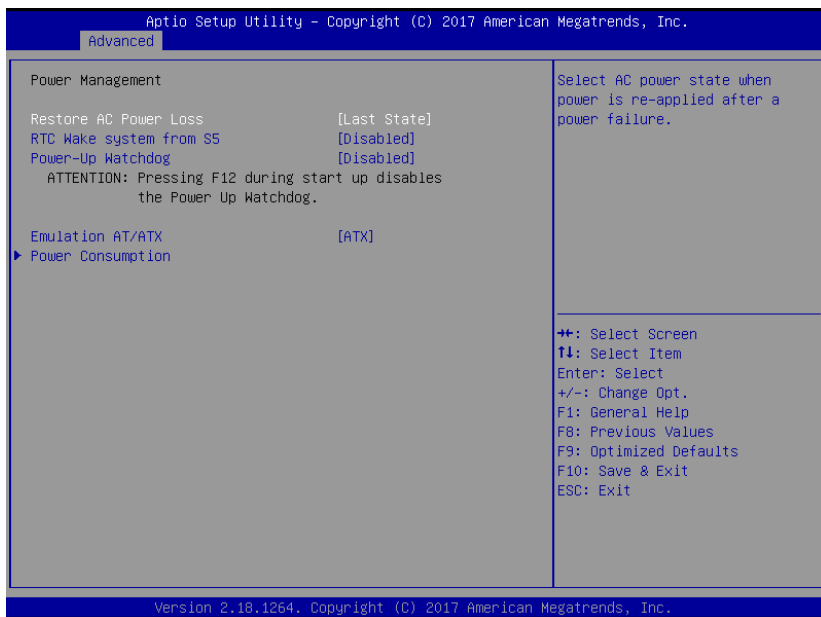 Aptio Setup Utility – Copyright (C) 2017 American Megatrends, Inc.
Advanced
Power Management
Restore AC Power Loss [Last State]
RTC Wake system from S5 [Disabled]
Power-Up Watchdog [Disabled]
ATTENTION: Pressing F12 during start up disables
the Power Up Watchdog.
Emulation AT/ATX [ATX]
Power Consumption
Select AC power state when
power is re-applied after a
power failure.
→←: Select Screen
↑↓: Select Item
Enter: Select
+/-: Change Opt.
F1: General Help
F8: Previous Values
F9: Optimized Defaults
F10: Save & Exit
ESC: Exit
Version 2.18.1264. Copyright (C) 2017 American Megatrends, Inc.